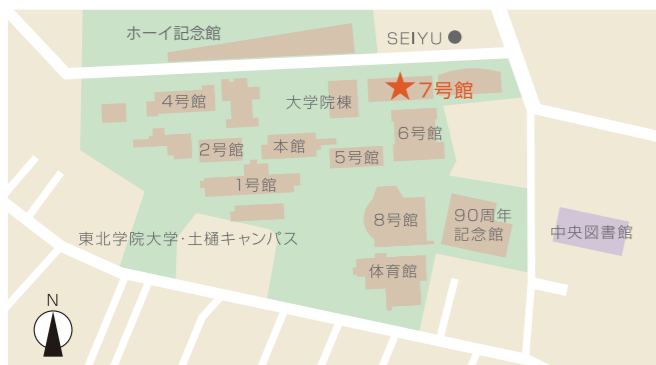 ホーイ記念館
SEIYU
4号館
大学院棟
7号館
6号館
2号館
本館
5号館
1号館
8号館
90周年
記念館
中央図書館
東北学院大学・土樋キャンパス
体育館
N